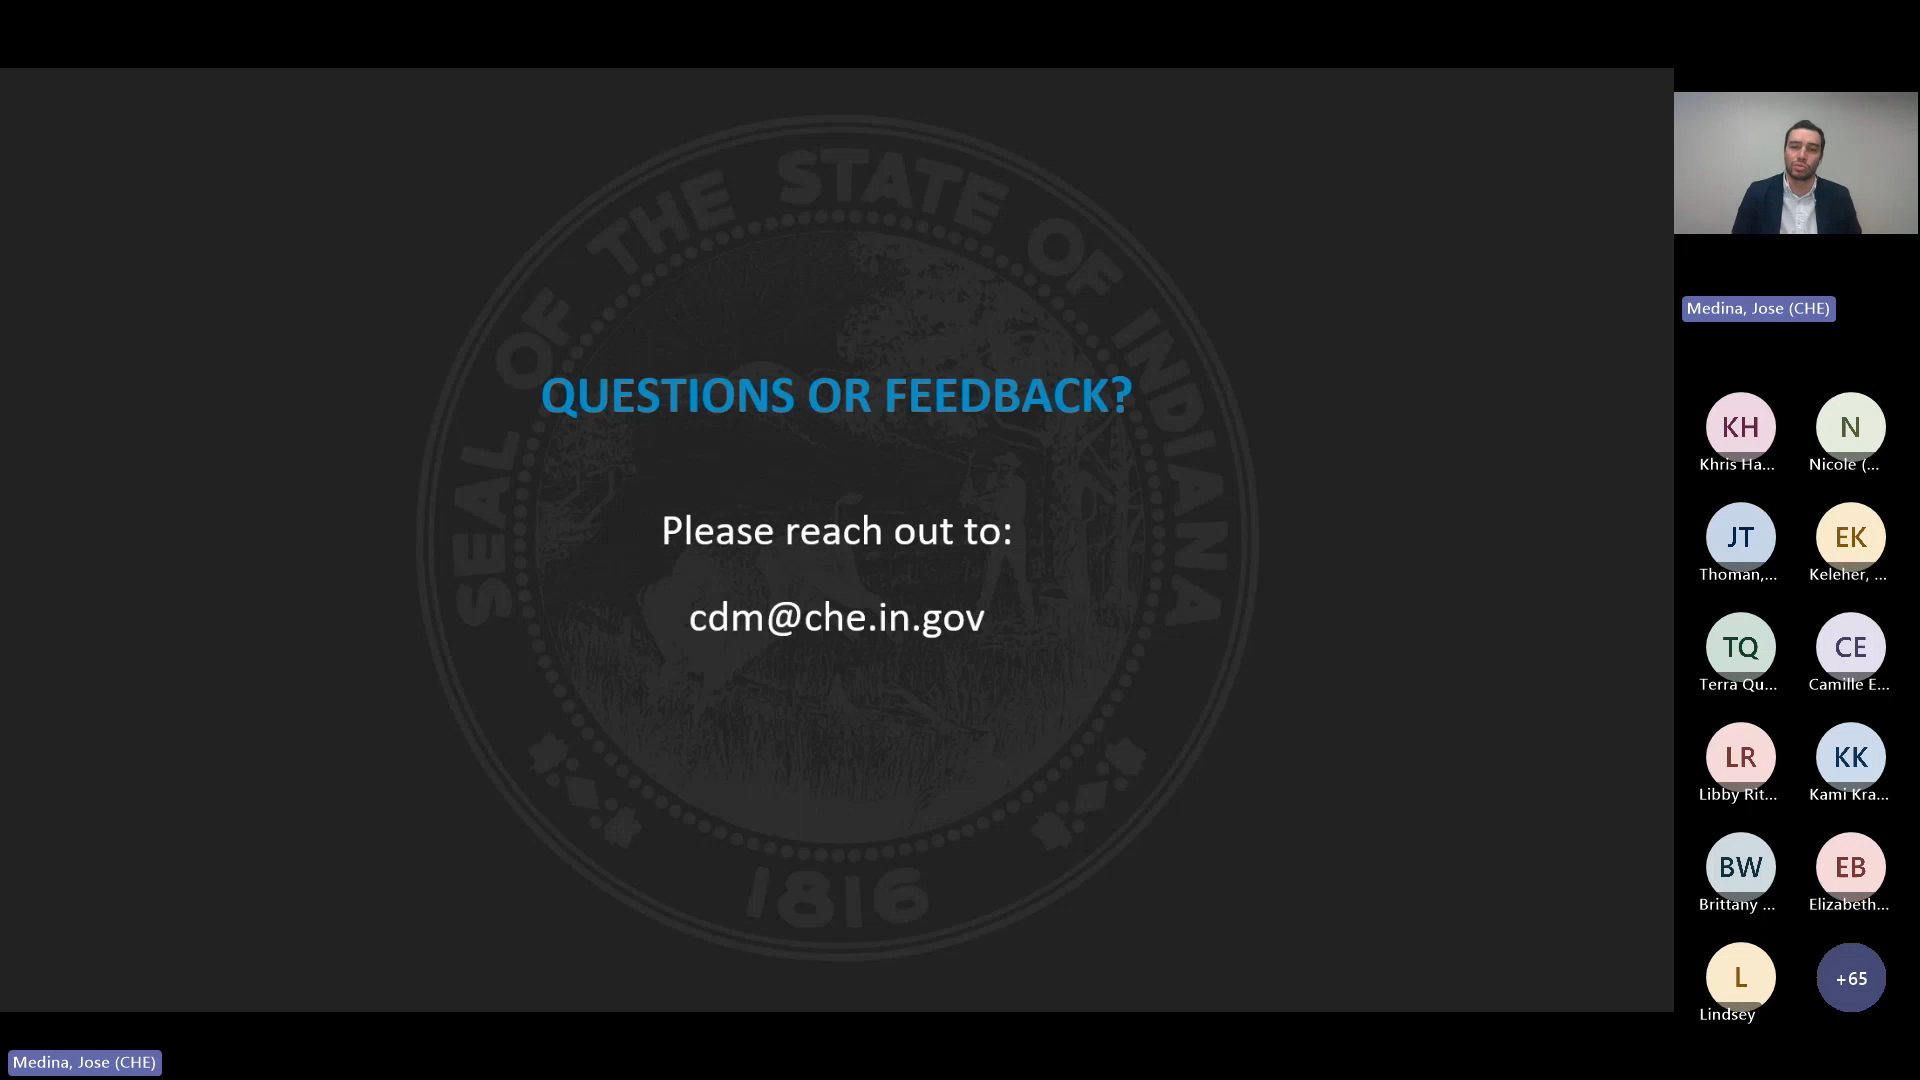 SEAL OF THE STATE OF INDIANA
QUESTIONS OR FEEDBACK?
Please reach out to:
cdm@che.in.gov
1816
Medina, Jose (CHE)
KH
N
Khris Ha...
Nicole (...
JT
EK
Thoman,...
Keleher, ...
TQ
CE
Terra Qu...
Camille E...
LR
KK
Libby Rit...
Kami Kra...
BW
EB
Brittany ...
Elizabeth...
L
+65
Lindsey
Medina, Jose (CHE)